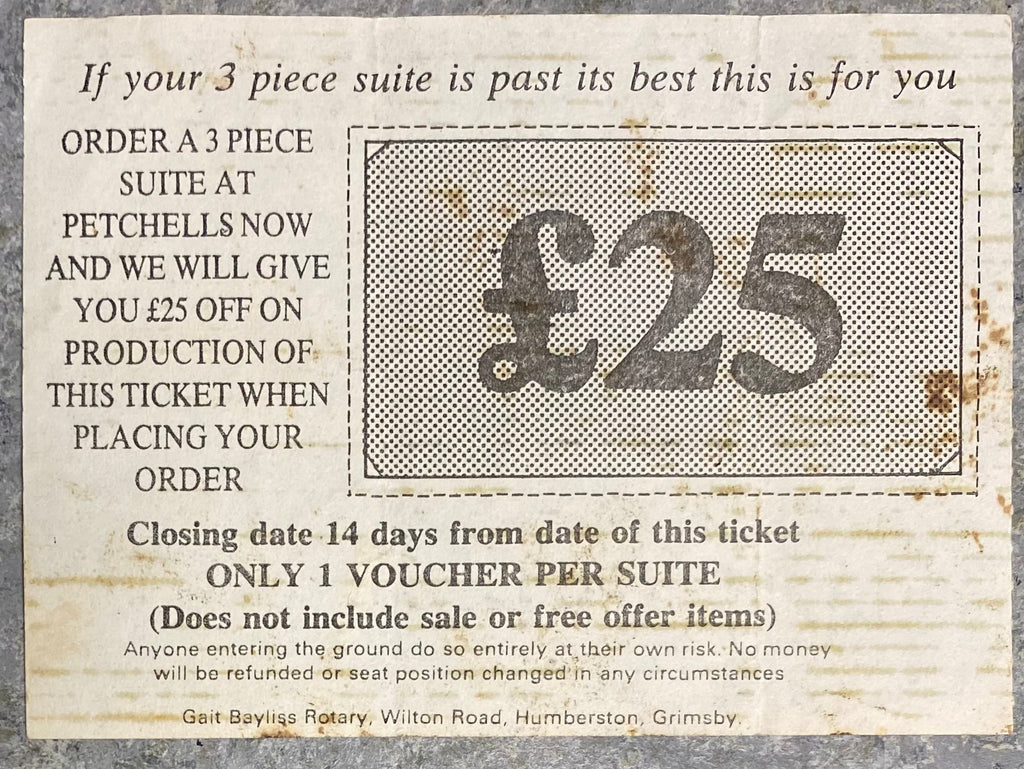 If your 3 piece suite is past its best this is for you
ORDER A 3 PIECE
SUITE AT
PETCHELLS NOW
AND WE WILL GIVE
YOU £25 OFF ON
PRODUCTION OF
THIS TICKET WHEN
PLACING YOUR
ORDER
£25
Closing date 14 days from date of this ticket
ONLY 1 VOUCHER PER SUITE
(Does not include sale or free offer items)
Anyone entering the ground do so entirely at their own risk. No money
will be refunded or seat position changed in any circumstances
Gait Bayliss Rotary, Wilton Road, Humberston, Grimsby.